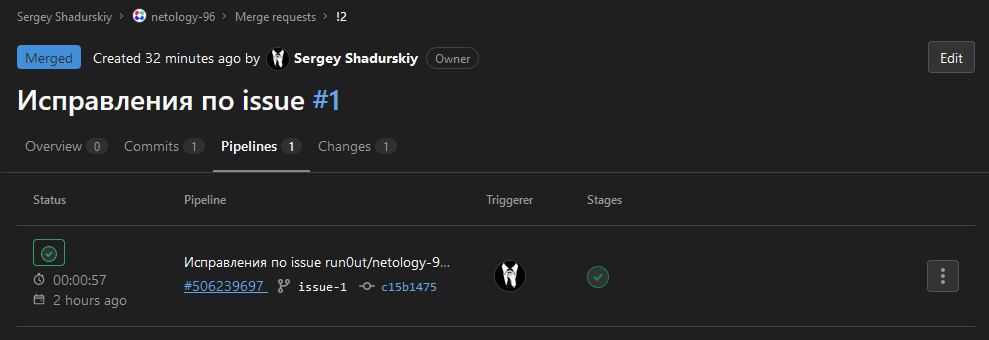 Sergey Shadurskiy > netology-96 > Merge requests > !2
Merged Created 32 minutes ago by Sergey Shadurskiy Owner Edit
Исправления по issue #1
Overview 0 Commits 1 Pipelines 1 Changes 1
Status Pipeline Triggerer Stages
Исправления по issue run0ut/netology-9...
00:00:57 #506239697 issue-1 c15b1475
2 hours ago